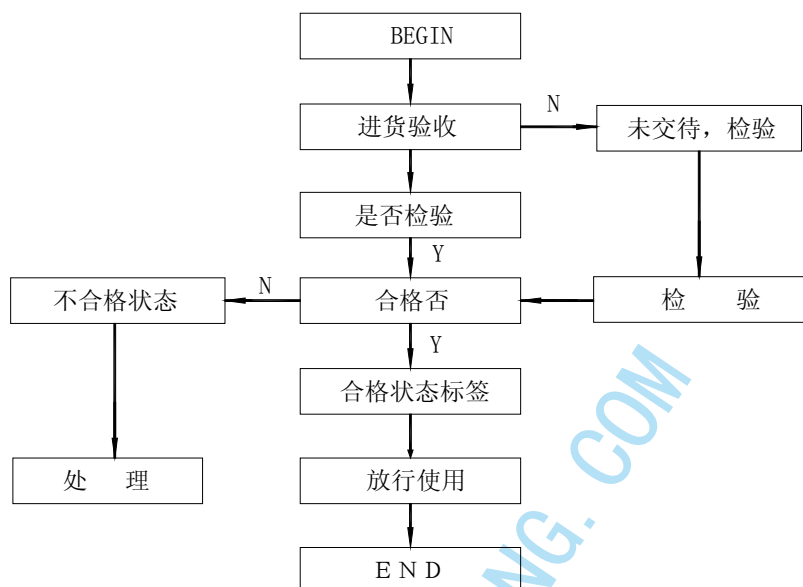 BEGIN
进货验收
N
未交待，检验
是否检验
Y
不合格状态
N
合格否
检 验
Y
合格状态标签
处 理
放行使用
END
NG.COM